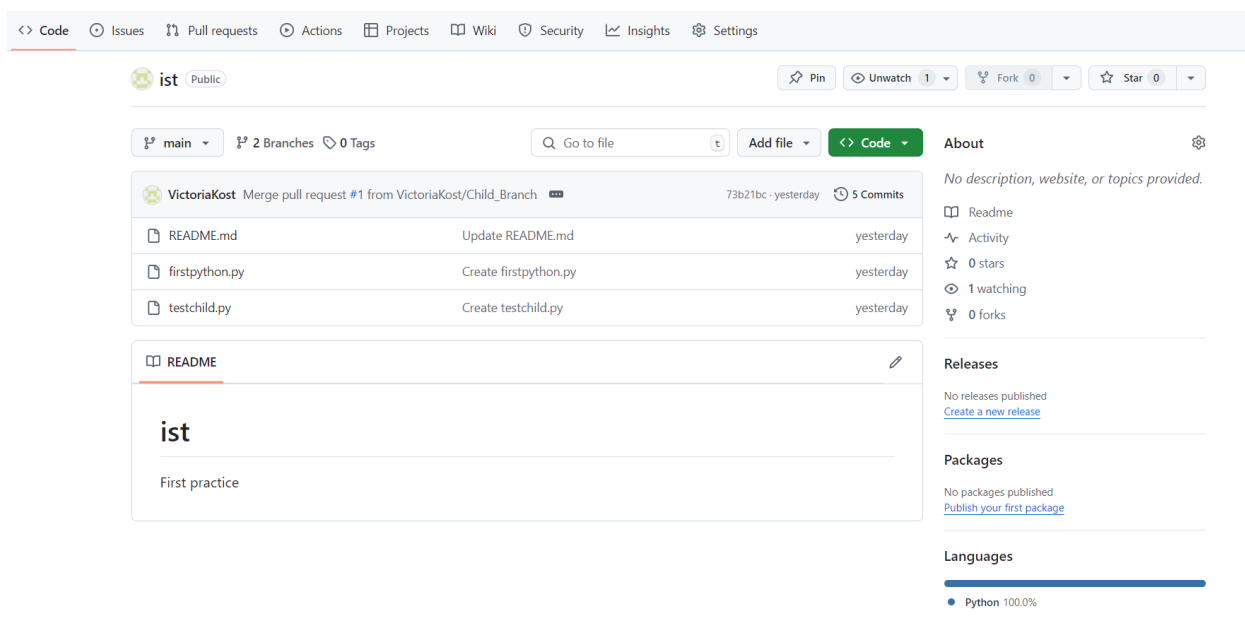 Code Issues Pull requests Actions Projects Wiki Security Insights Settings
ist Public Pin Unwatch 1 Fork 0 Star 0
main 2 Branches 0 Tags Go to file t Add file Code
VictoriaKost Merge pull request #1 from VictoriaKost/Child_Branch 73b21bc · yesterday 5 Commits
README.md Update README.md yesterday
firstpython.py Create firstpython.py yesterday
testchild.py Create testchild.py yesterday
README
ist
First practice
About
No description, website, or topics provided.
Readme
Activity
0 stars
1 watching
0 forks
Releases
No releases published
Create a new release
Packages
No packages published
Publish your first package
Languages
Python 100.0%